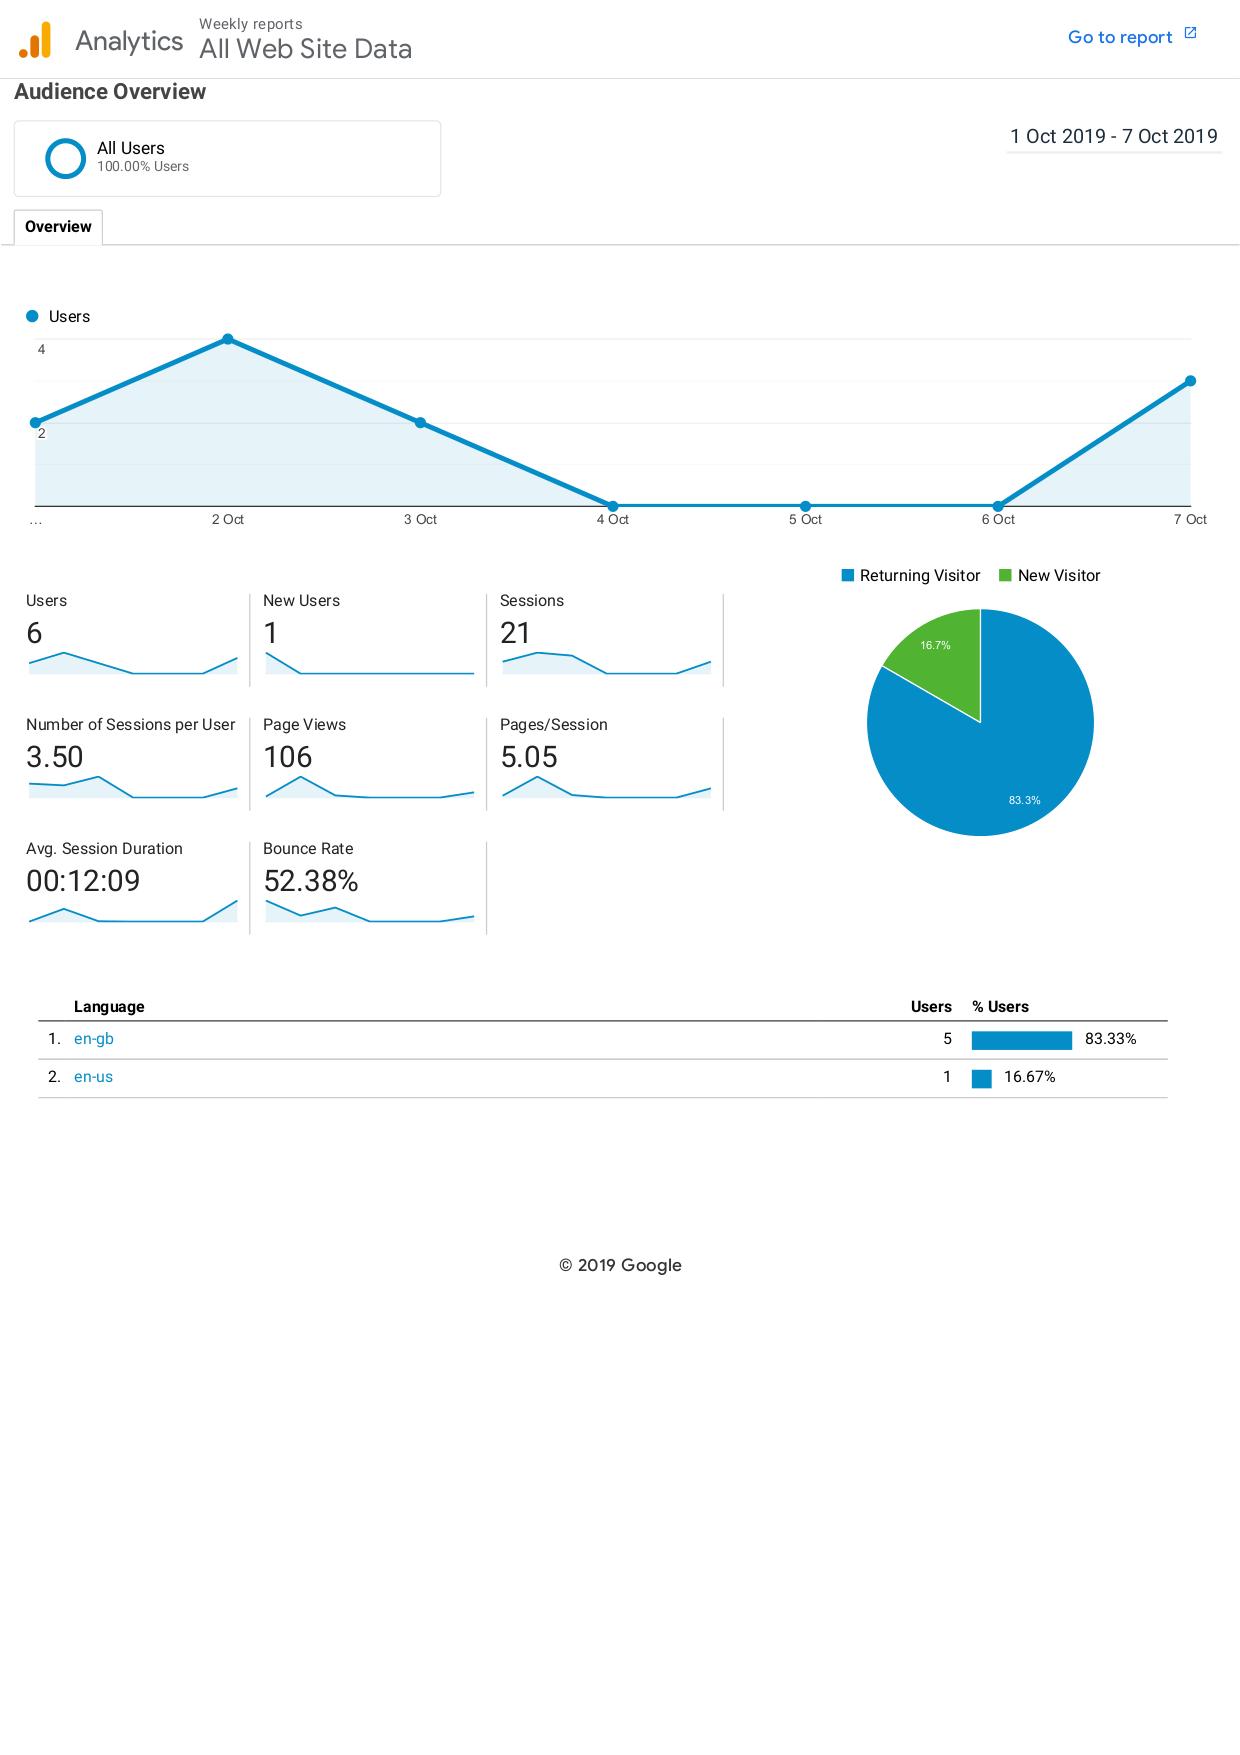 Analytics
Weekly reports
All Web Site Data
Go to report
Audience Overview
All Users
100.00% Users
1 Oct 2019 - 7 Oct 2019
Overview
Users
4
2
... 2 Oct 3 Oct 4 Oct 5 Oct 6 Oct 7 Oct
Returning Visitor New Visitor
16.7%
83.3%
Users
6
New Users
1
Sessions
21
Number of Sessions per User
3.50
Page Views
106
Pages/Session
5.05
Avg. Session Duration
00:12:09
Bounce Rate
52.38%
Language Users % Users
1. en-gb 5 83.33%
2. en-us 1 16.67%
© 2019 Google